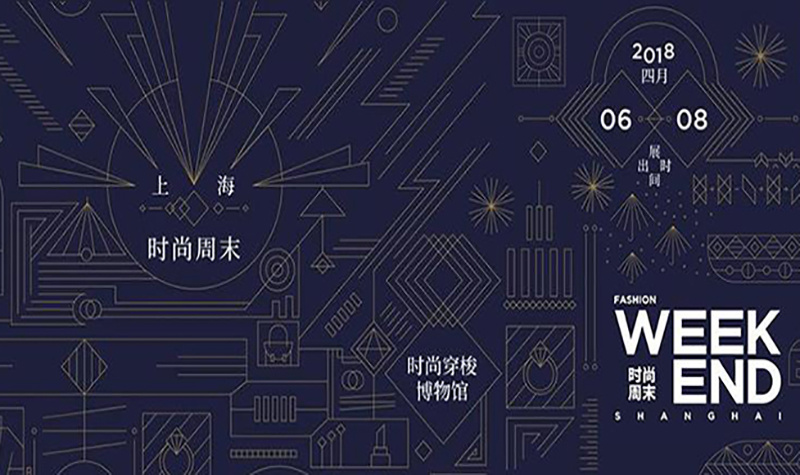 上 海
时尚周末
2018
四月
06 08
展出时间
时尚穿梭
博物馆
FASHION
WEEK
时尚
周末
END
SHANGHAI